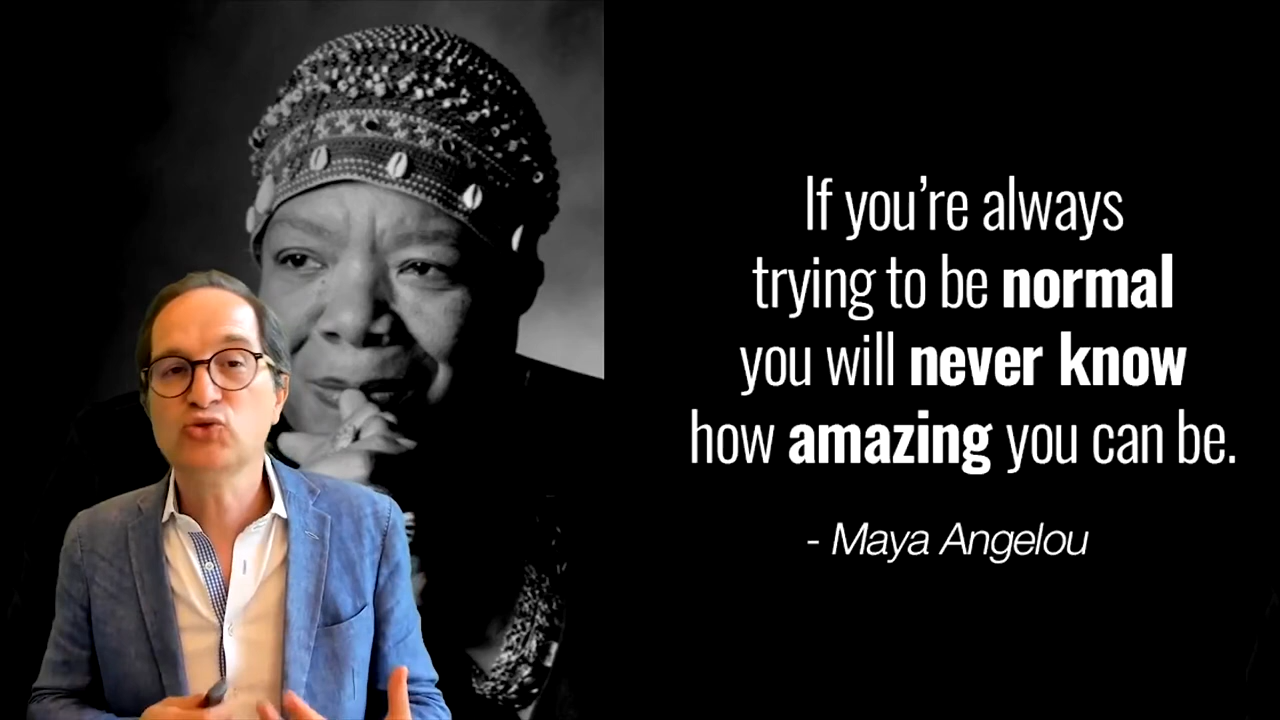 If you’re always
trying to be normal
you will never know
how amazing you can be.
- Maya Angelou